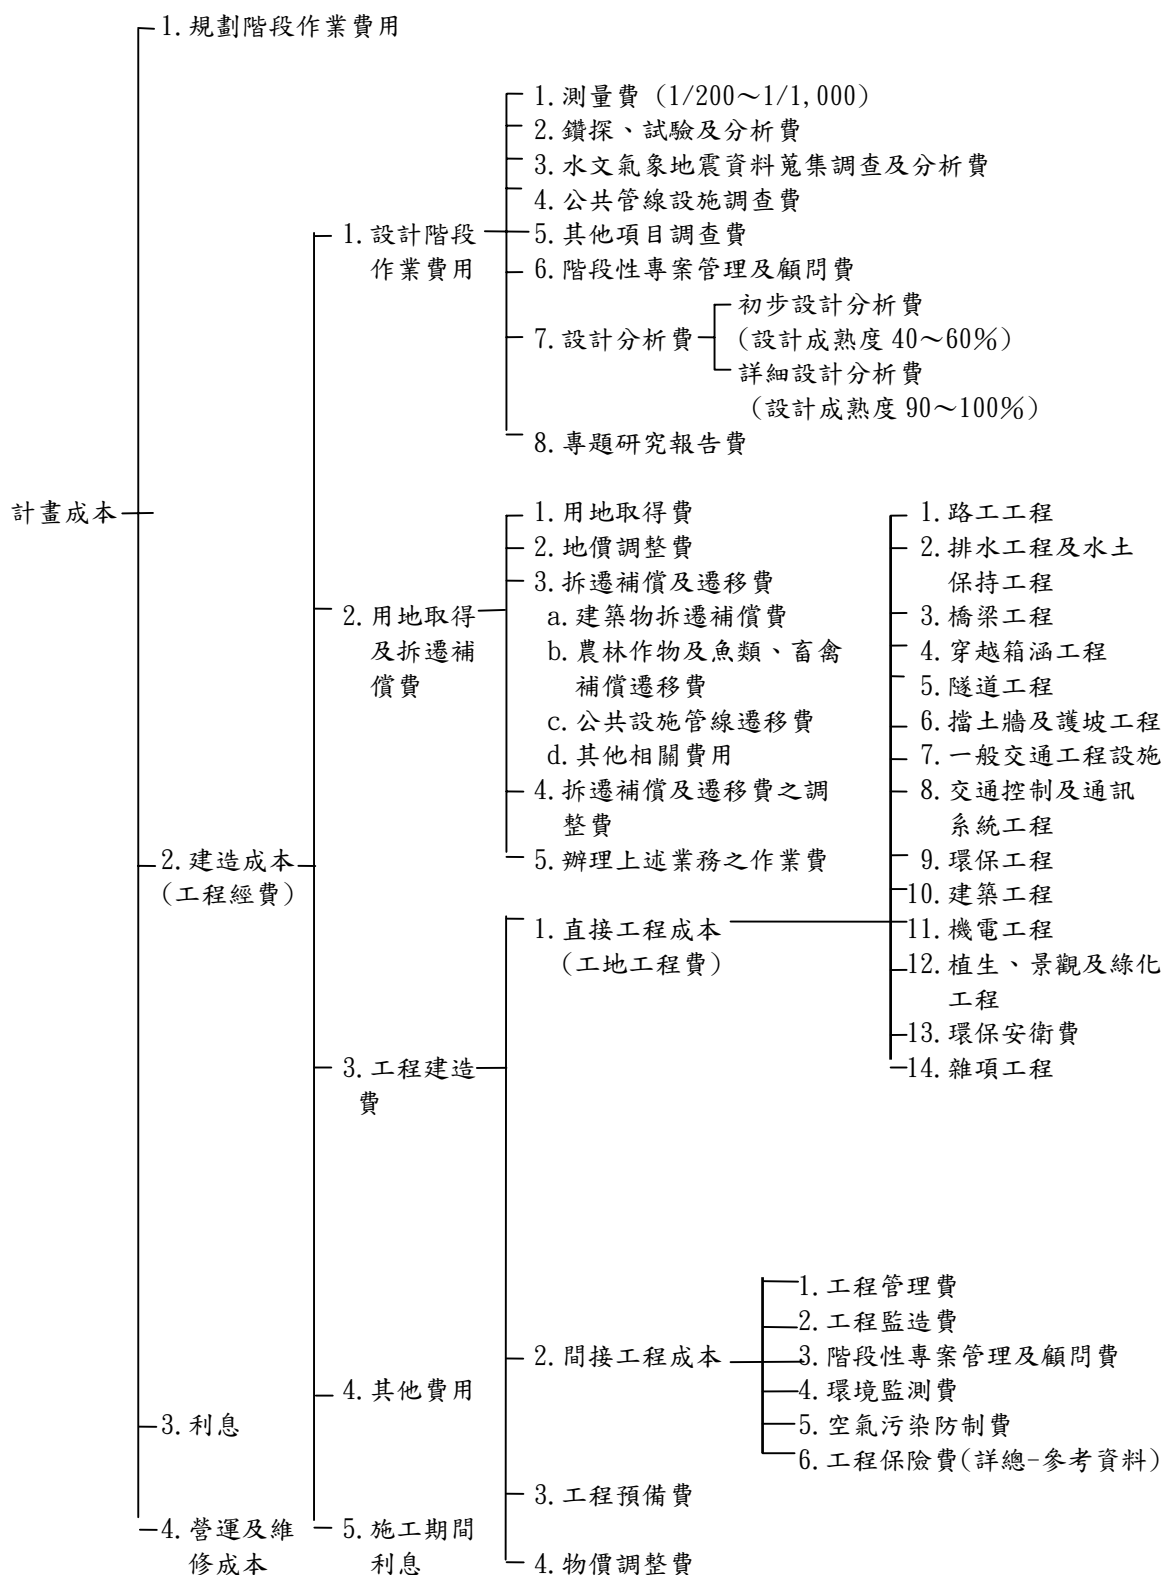 計畫成本
1.規劃階段作業費用
2.建造成本
(工程經費)
3.利息
4.營運及維
修成本
1.設計階段
作業費用
2.用地取得
及拆遷補
償費
3.工程建造
費
4.其他費用
5.施工期間
利息
1.測量費 (1/200～1/1,000)
2.鑽探、試驗及分析費
3.水文氣象地震資料蒐集調查及分析費
4.公共管線設施調查費
5.其他項目調查費
6.階段性專案管理及顧問費
7.設計分析費
初步設計分析費
(設計成熟度 40～60%)
詳細設計分析費
(設計成熟度 90～100%)
8.專題研究報告費
1.用地取得費
2.地價調整費
3.拆遷補償及遷移費
a.建築物拆遷補償費
b.農林作物及魚類、畜禽
補償遷移費
c.公共設施管線遷移費
d.其他相關費用
4.拆遷補償及遷移費之調
整費
5.辦理上述業務之作業費
1.直接工程成本
(工地工程費)
1.路工工程
2.排水工程及水土
保持工程
3.橋梁工程
4.穿越箱涵工程
5.隧道工程
6.擋土牆及護坡工程
7.一般交通工程設施
8.交通控制及通訊
系統工程
9.環保工程
10.建築工程
11.機電工程
12.植生、景觀及綠化
工程
13.環保安衛費
14.雜項工程
2.間接工程成本
1.工程管理費
2.工程監造費
3.階段性專案管理及顧問費
4.環境監測費
5.空氣污染防制費
6.工程保險費(詳總-參考資料)
3.工程預備費
4.物價調整費